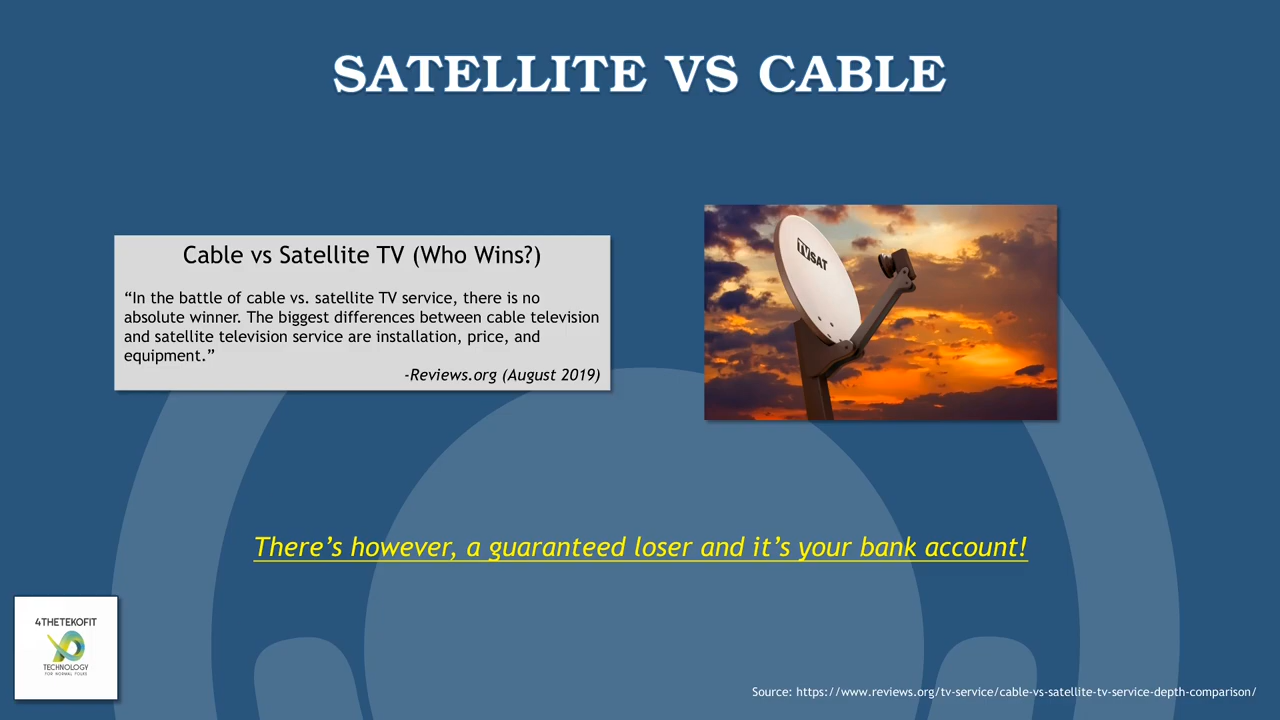 SATELLITE VS CABLE
Cable vs Satellite TV (Who Wins?)
“In the battle of cable vs. satellite TV service, there is no
absolute winner. The biggest differences between cable television
and satellite television service are installation, price, and
equipment.”
-Reviews.org (August 2019)
TVSAT
There’s however, a guaranteed loser and it’s your bank account!
4THETEKOFIT
TECHNOLOGY
FOR NORMAL FOLKS
Source: https://www.reviews.org/tv-service/cable-vs-satellite-tv-service-depth-comparison/